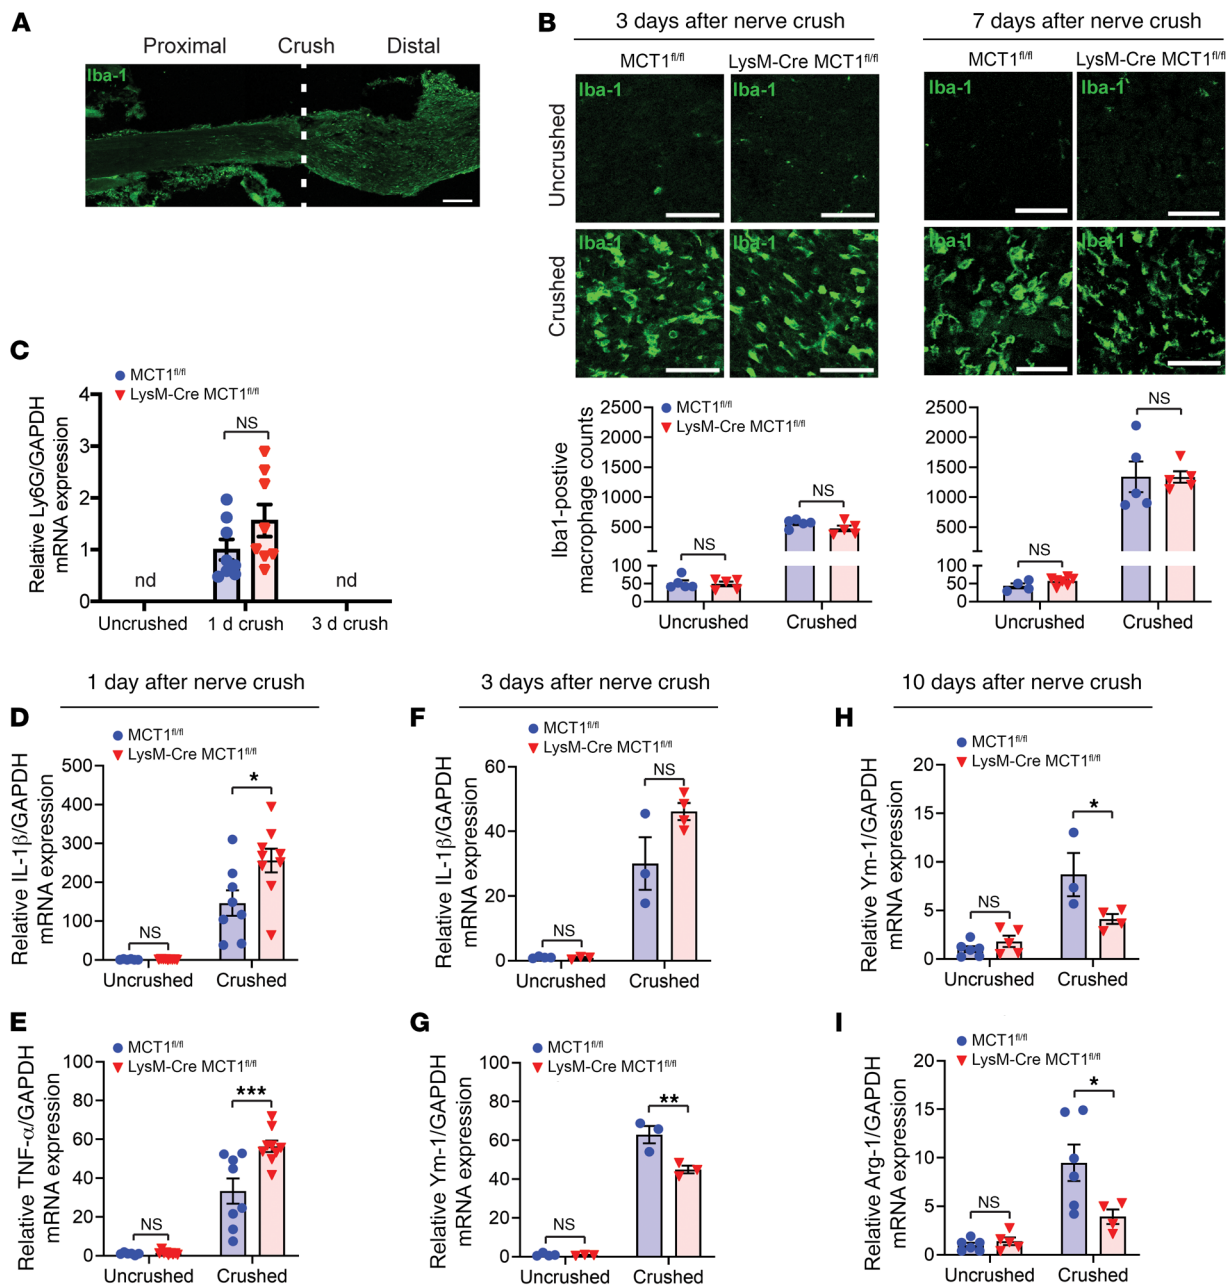 A
Proximal Crush Distal
Iba-1
B
3 days after nerve crush
7 days after nerve crush
MCT1fl/fl
LysM-Cre MCT1fl/fl
MCT1fl/fl
LysM-Cre MCT1fl/fl
Uncrushed
Iba-1
Iba-1
Iba-1
Iba-1
Crushed
Iba-1
Iba-1
Iba-1
Iba-1
Iba1-postive
macrophage counts
MCT1fl/fl
LysM-Cre MCT1fl/fl
2500
2000
1500
1000
500
100
50
0
NS
NS
Uncrushed Crushed
2500
2000
1500
1000
500
100
50
0
NS
NS
Uncrushed Crushed
C
MCT1fl/fl
LysM-Cre MCT1fl/fl
Relative Ly6G/GAPDH
mRNA expression
4
3
2
1
0
nd
NS
nd
Uncrushed 1 d crush 3 d crush
1 day after nerve crush
3 days after nerve crush
10 days after nerve crush
D
MCT1fl/fl
LysM-Cre MCT1fl/fl
Relative IL-1β/GAPDH
mRNA expression
500
400
300
200
100
0
NS
*
Uncrushed Crushed
F
MCT1fl/fl
LysM-Cre MCT1fl/fl
Relative IL-1β/GAPDH
mRNA expression
60
40
20
0
NS
NS
Uncrushed Crushed
H
MCT1fl/fl
LysM-Cre MCT1fl/fl
Relative Ym-1/GAPDH
mRNA expression
20
15
10
5
0
NS
*
Uncrushed Crushed
E
MCT1fl/fl
LysM-Cre MCT1fl/fl
Relative TNF-α/GAPDH
mRNA expression
100
80
60
40
20
0
NS
***
Uncrushed Crushed
G
MCT1fl/fl
LysM-Cre MCT1fl/fl
Relative Ym-1/GAPDH
mRNA expression
100
80
60
40
20
0
NS
**
Uncrushed Crushed
I
MCT1fl/fl
LysM-Cre MCT1fl/fl
Relative Arg-1/GAPDH
mRNA expression
20
15
10
5
0
NS
*
Uncrushed Crushed